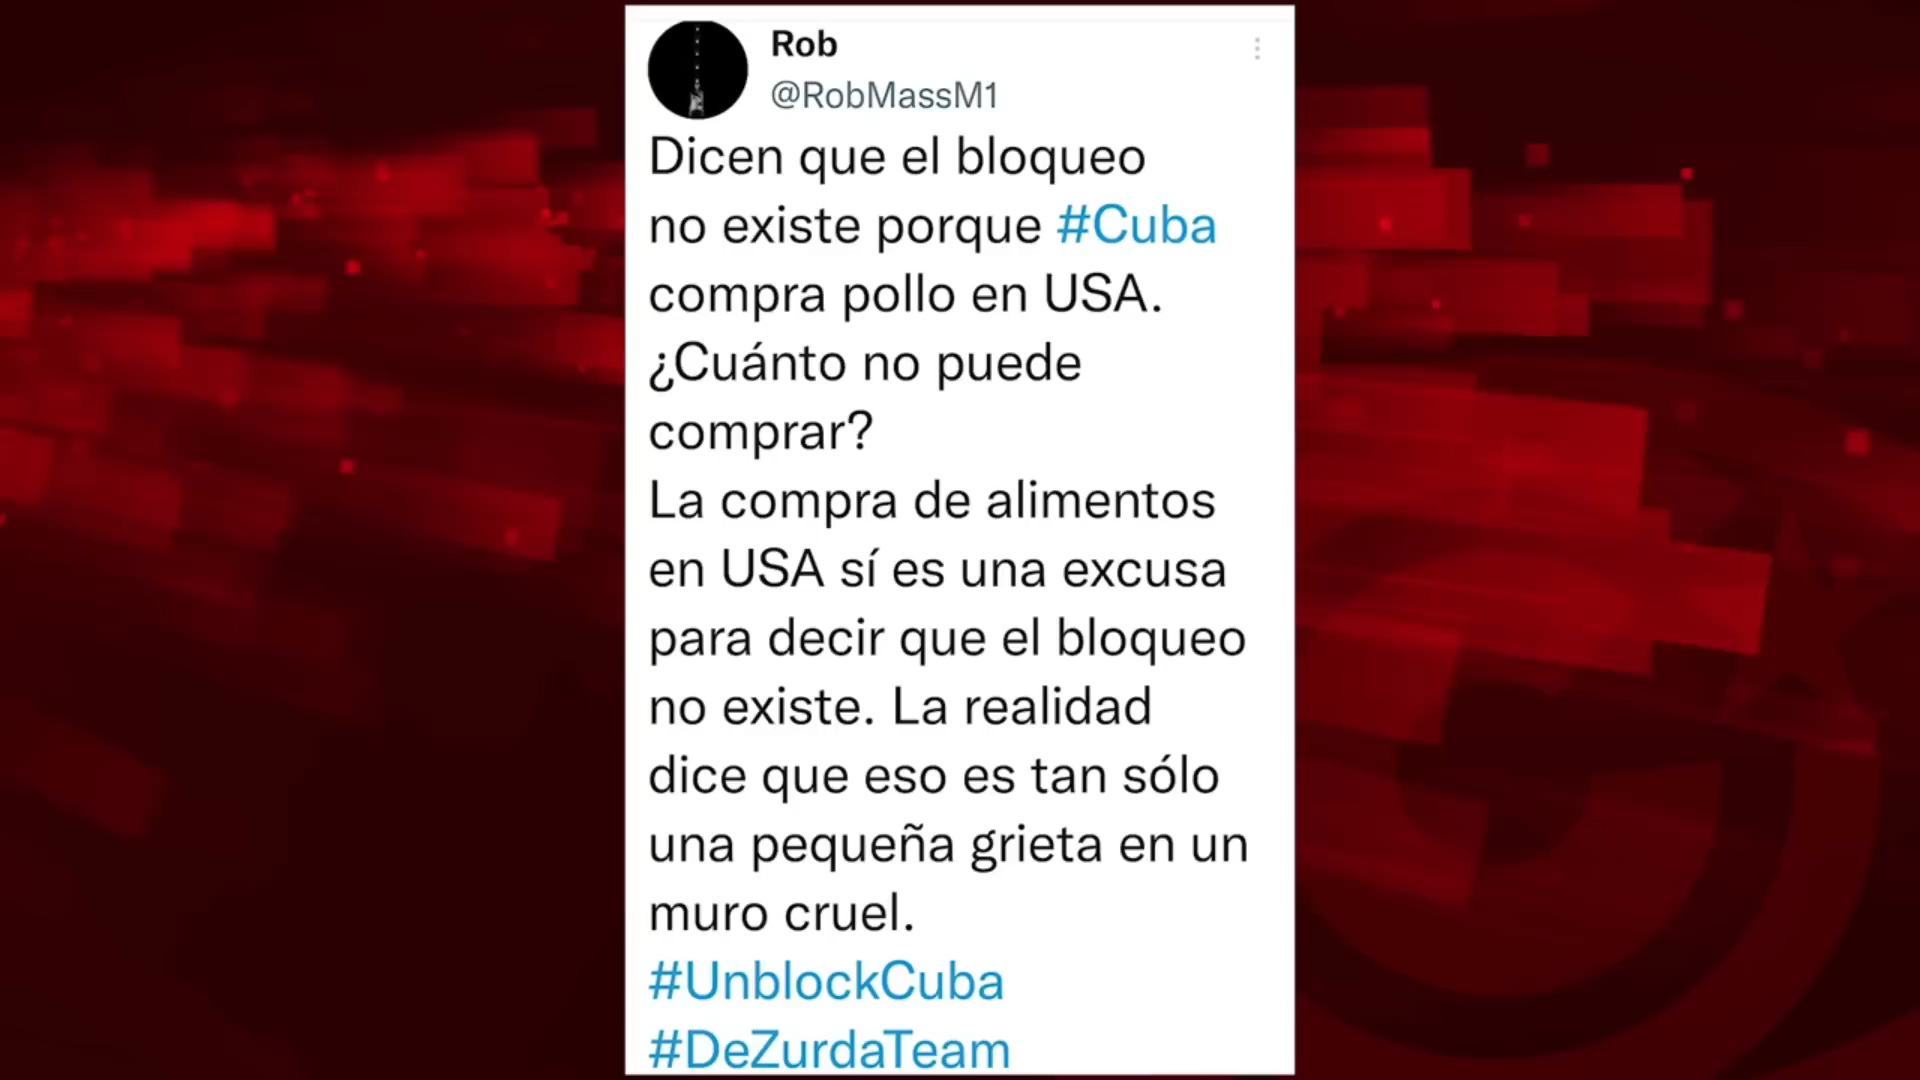 Rob
@RobMassM1
Dicen que el bloqueo
no existe porque #Cuba
compra pollo en USA.
¿Cuánto no puede
comprar?
La compra de alimentos
en USA sí es una excusa
para decir que el bloqueo
no existe. La realidad
dice que eso es tan sólo
una pequeña grieta en un
muro cruel.
#UnblockCuba
#DeZurdaTeam